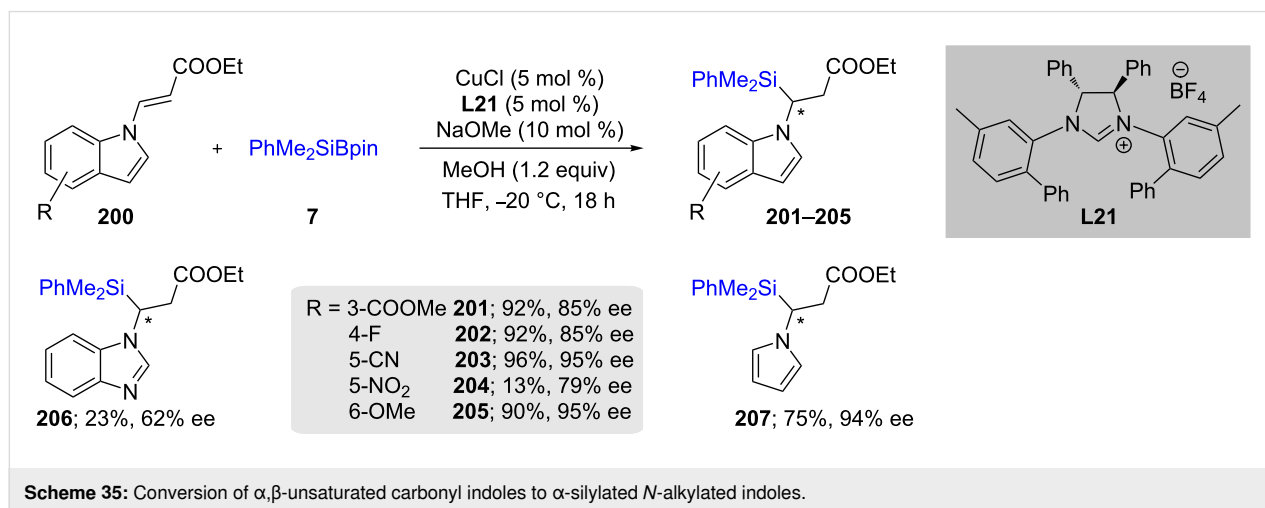 COOEt
N
R
200
+
PhMe2SiBpin
7
CuCl (5 mol %)
L21 (5 mol %)
NaOMe (10 mol %)
MeOH (1.2 equiv)
THF, –20 °C, 18 h
PhMe2Si
COOEt
*
N
R
201–205
Ph
Ph
⊖
BF4
N
N
⊕
Ph
Ph
L21
PhMe2Si
COOEt
*
N
N
206; 23%, 62% ee
R = 3-COOMe 201; 92%, 85% ee
4-F 202; 92%, 85% ee
5-CN 203; 96%, 95% ee
5-NO2 204; 13%, 79% ee
6-OMe 205; 90%, 95% ee
PhMe2Si
COOEt
*
N
207; 75%, 94% ee
Scheme 35: Conversion of α,β-unsaturated carbonyl indoles to α-silylated N-alkylated indoles.